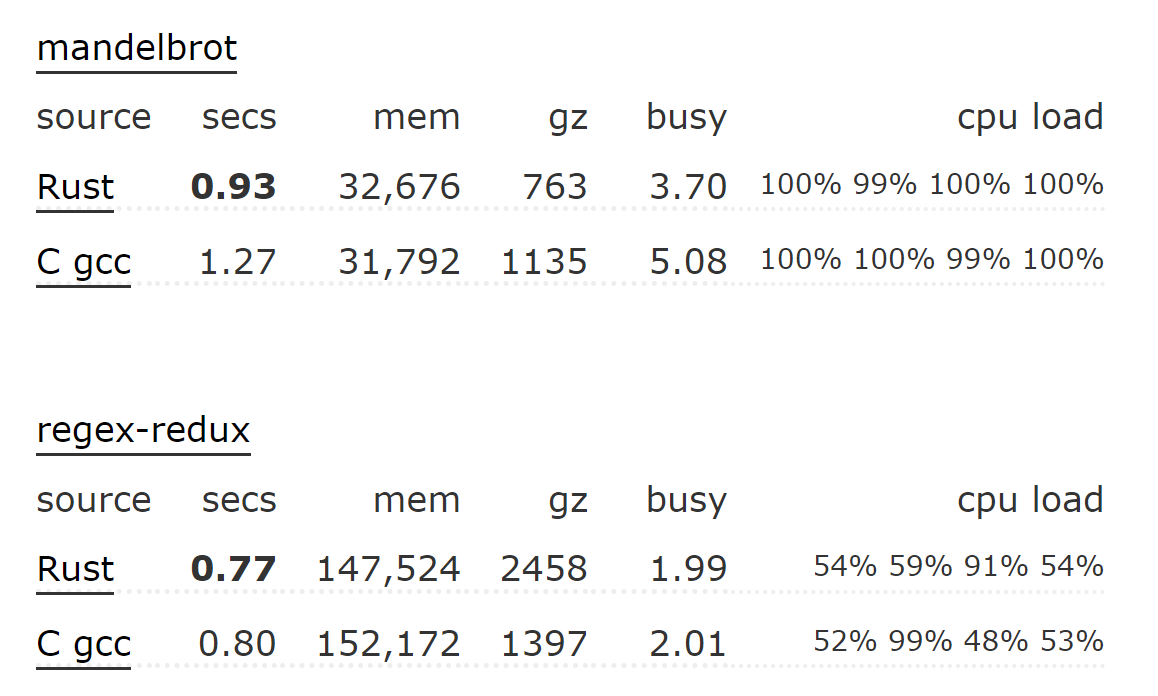 mandelbrot
source secs mem gz busy cpu load
Rust 0.93 32,676 763 3.70 100% 99% 100% 100%
C gcc 1.27 31,792 1135 5.08 100% 100% 99% 100%
regex-redux
source secs mem gz busy cpu load
Rust 0.77 147,524 2458 1.99 54% 59% 91% 54%
C gcc 0.80 152,172 1397 2.01 52% 99% 48% 53%